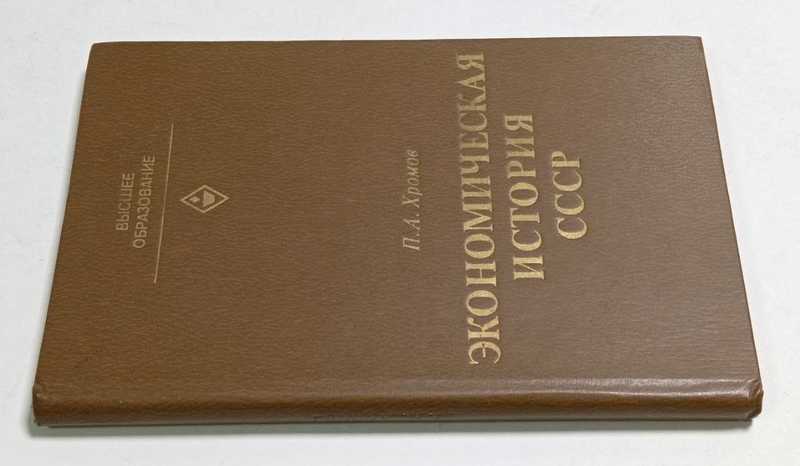 ВЫСШЕЕ
ОБРАЗОВАНИЕ
П.А. Хромов
ЭКОНОМИЧЕСКАЯ
ИСТОРИЯ
СССР